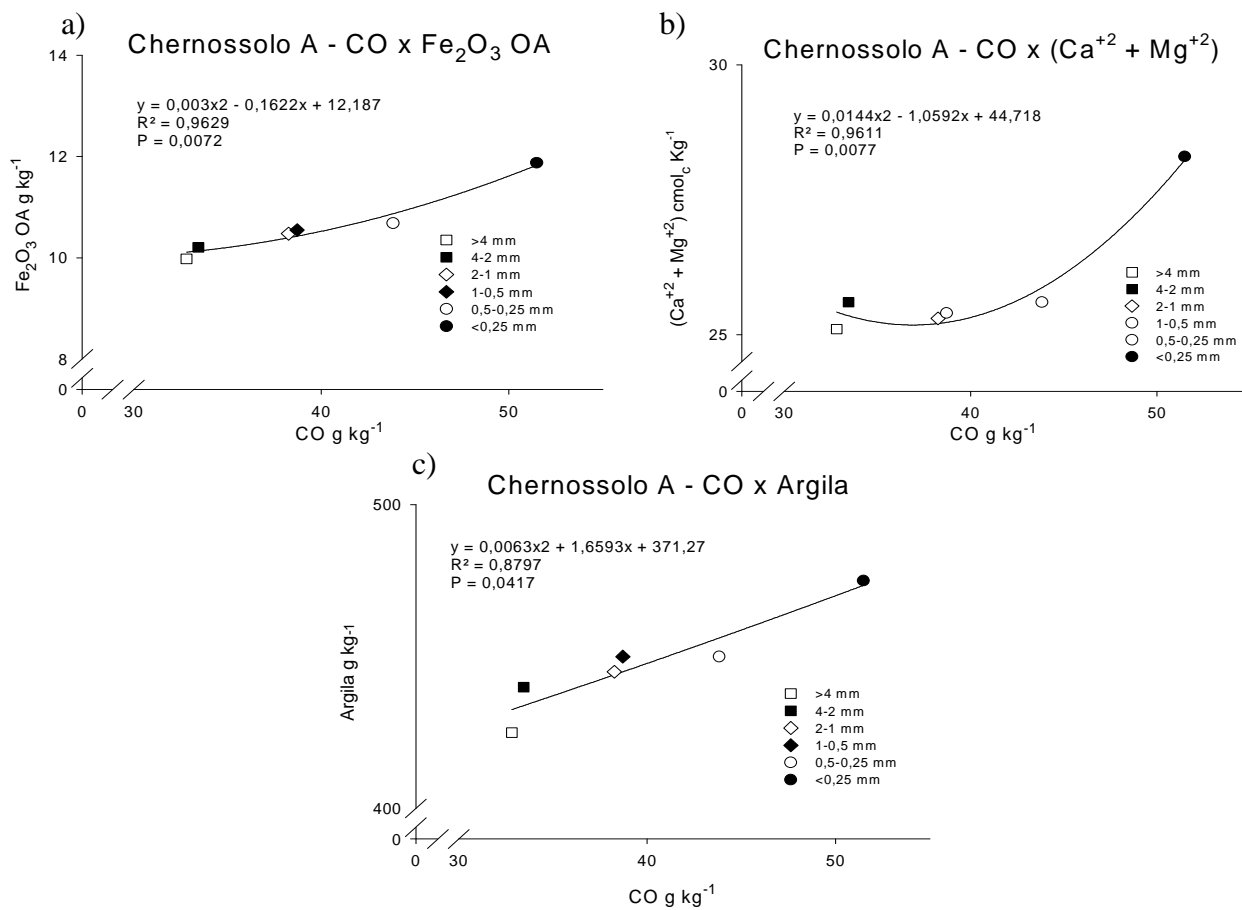 a)
Chernossolo A - CO x Fe₂O₃ OA
y = 0,003x2 - 0,1622x + 12,187
R² = 0,9629
P = 0,0072
Fe₂O₃ OA g kg⁻¹
14
12
10
8
0
0
30
40
50
CO g kg⁻¹
>4 mm
4-2 mm
2-1 mm
1-0,5 mm
0,5-0,25 mm
<0,25 mm
b)
Chernossolo A - CO x (Ca⁺² + Mg⁺²)
y = 0,0144x2 - 1,0592x + 44,718
R² = 0,9611
P = 0,0077
(Ca⁺² + Mg⁺²) cmol꜀ Kg⁻¹
30
25
0
0
30
40
50
CO g kg⁻¹
>4 mm
4-2 mm
2-1 mm
1-0,5 mm
0,5-0,25 mm
<0,25 mm
c)
Chernossolo A - CO x Argila
y = 0,0063x2 + 1,6593x + 371,27
R² = 0,8797
P = 0,0417
Argila g kg⁻¹
500
400
0
0
30
40
50
CO g kg⁻¹
>4 mm
4-2 mm
2-1 mm
1-0,5 mm
0,5-0,25 mm
<0,25 mm